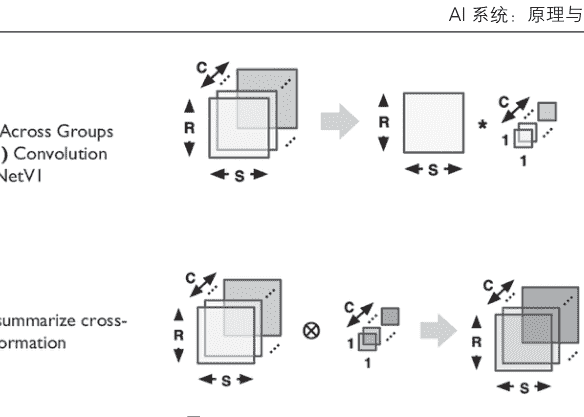 AI 系统：原理与
C
C
R
R
C
Across Groups
) Convolution
NetV1
*
1
1
S
S
C
C
C
R
R
summarize cross-
ormation
⊗
1
1
S
S